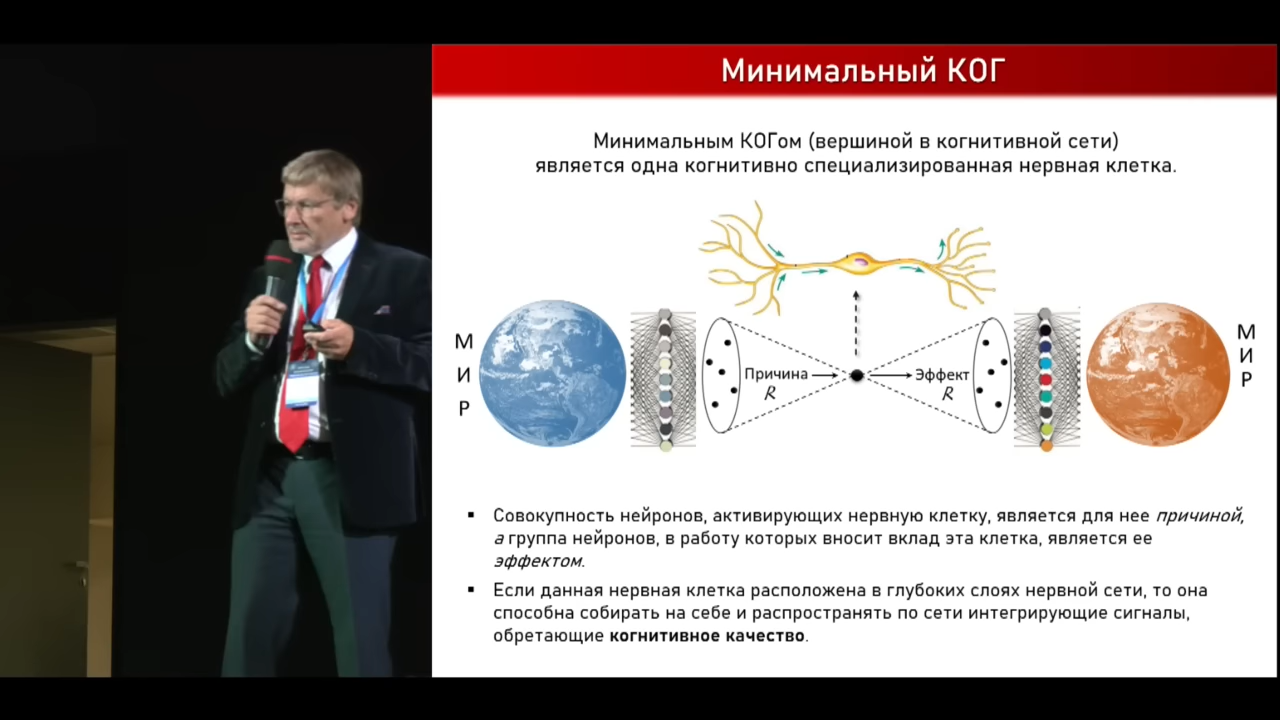 Минимальный КОГ
Минимальным КОГом (вершиной в когнитивной сети)
является одна когнитивно специализированная нервная клетка.
М
И
Р
Причина
R
Эффект
R
М
И
Р
▪ Совокупность нейронов, активирующих нервную клетку, является для нее причиной,
а группа нейронов, в работу которых вносит вклад эта клетка, является ее
эффектом.
▪ Если данная нервная клетка расположена в глубоких слоях нервной сети, то она
способна собирать на себе и распространять по сети интегрирующие сигналы,
обретающие когнитивное качество.